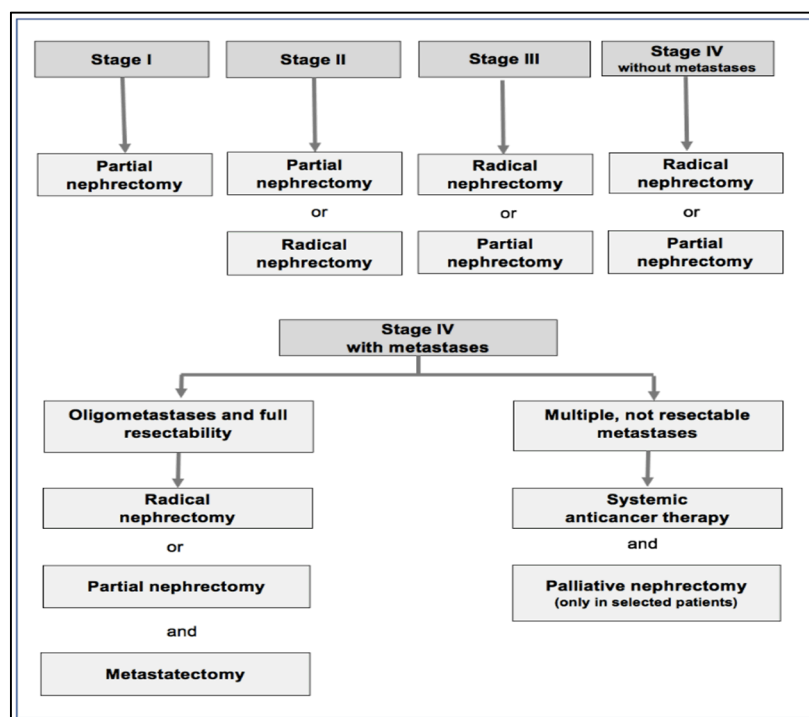 Stage I
Stage II
Stage III
Stage IV
without metastases
Partial
nephrectomy
Partial
nephrectomy
or
Radical
nephrectomy
Radical
nephrectomy
or
Partial
nephrectomy
Radical
nephrectomy
or
Partial
nephrectomy
Stage IV
with metastases
Oligometastases and full
resectability
Radical
nephrectomy
or
Partial nephrectomy
and
Metastatectomy
Multiple, not resectable
metastases
Systemic
anticancer therapy
and
Palliative nephrectomy
(only in selected patients)